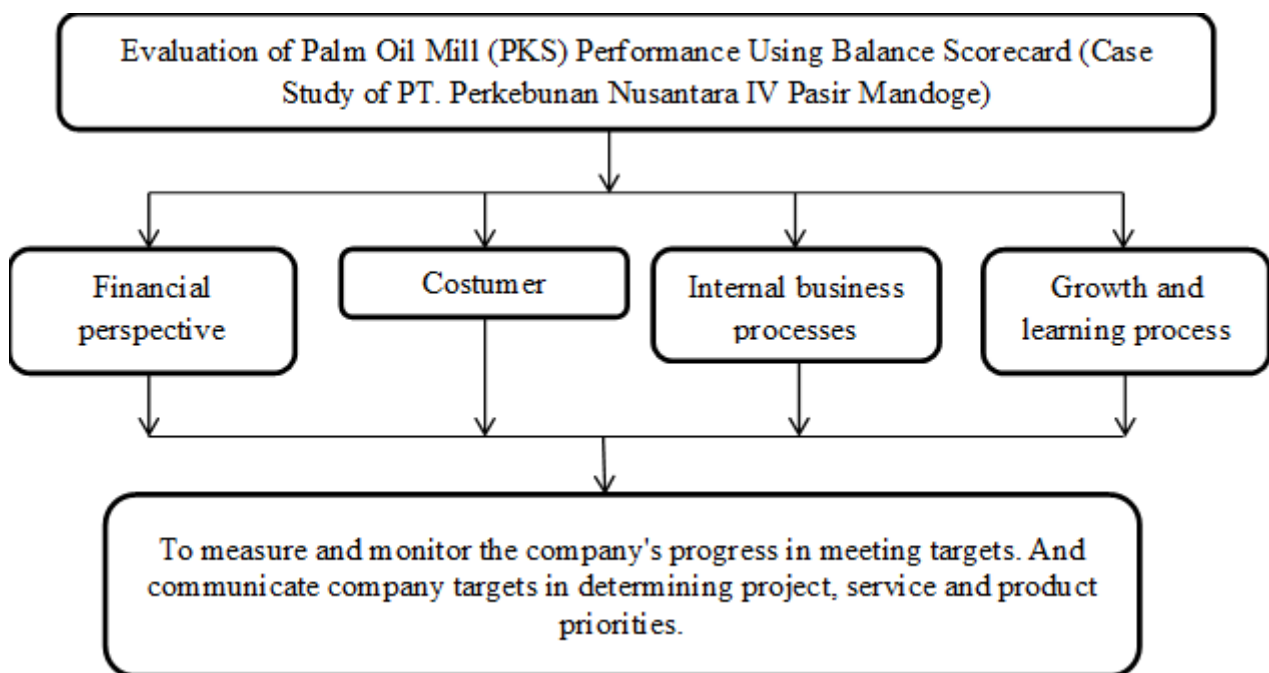 Evaluation of Palm Oil Mill (PKS) Performance Using Balance Scorecard (Case
Study of PT. Perkebunan Nusantara IV Pasir Mandoge)
Financial
perspective
Costumer
Internal business
processes
Growth and
learning process
To measure and monitor the company's progress in meeting targets. And
communicate company targets in determining project, service and product
priorities.